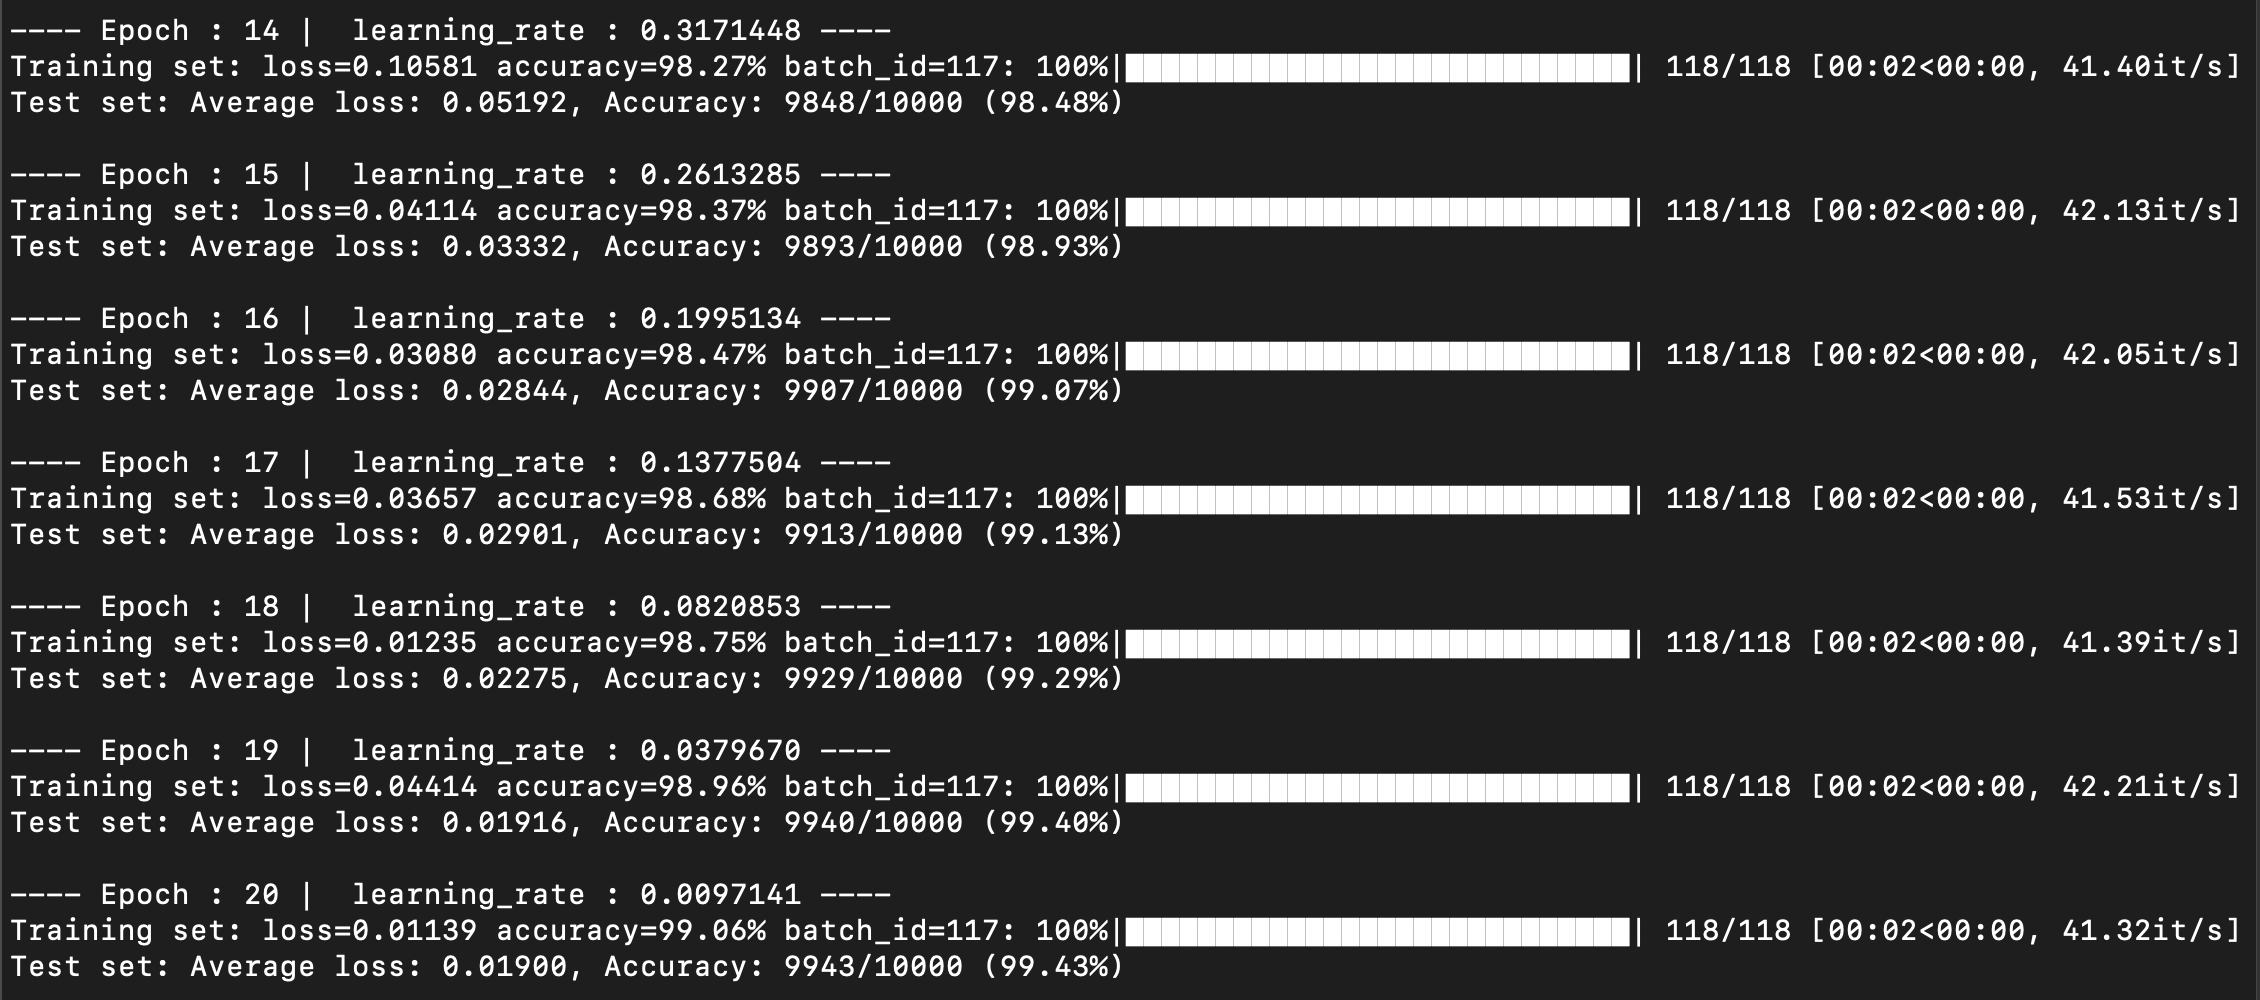 ---- Epoch : 14 |  learning_rate : 0.3171448 ----
Training set: loss=0.10581 accuracy=98.27% batch_id=117: 100%|████████████████████████████| 118/118 [00:02<00:00, 41.40it/s]
Test set: Average loss: 0.05192, Accuracy: 9848/10000 (98.48%)
---- Epoch : 15 |  learning_rate : 0.2613285 ----
Training set: loss=0.04114 accuracy=98.37% batch_id=117: 100%|████████████████████████████| 118/118 [00:02<00:00, 42.13it/s]
Test set: Average loss: 0.03332, Accuracy: 9893/10000 (98.93%)
---- Epoch : 16 |  learning_rate : 0.1995134 ----
Training set: loss=0.03080 accuracy=98.47% batch_id=117: 100%|████████████████████████████| 118/118 [00:02<00:00, 42.05it/s]
Test set: Average loss: 0.02844, Accuracy: 9907/10000 (99.07%)
---- Epoch : 17 |  learning_rate : 0.1377504 ----
Training set: loss=0.03657 accuracy=98.68% batch_id=117: 100%|████████████████████████████| 118/118 [00:02<00:00, 41.53it/s]
Test set: Average loss: 0.02901, Accuracy: 9913/10000 (99.13%)
---- Epoch : 18 |  learning_rate : 0.0820853 ----
Training set: loss=0.01235 accuracy=98.75% batch_id=117: 100%|████████████████████████████| 118/118 [00:02<00:00, 41.39it/s]
Test set: Average loss: 0.02275, Accuracy: 9929/10000 (99.29%)
---- Epoch : 19 |  learning_rate : 0.0379670 ----
Training set: loss=0.04414 accuracy=98.96% batch_id=117: 100%|████████████████████████████| 118/118 [00:02<00:00, 42.21it/s]
Test set: Average loss: 0.01916, Accuracy: 9940/10000 (99.40%)
---- Epoch : 20 |  learning_rate : 0.0097141 ----
Training set: loss=0.01139 accuracy=99.06% batch_id=117: 100%|████████████████████████████| 118/118 [00:02<00:00, 41.32it/s]
Test set: Average loss: 0.01900, Accuracy: 9943/10000 (99.43%)